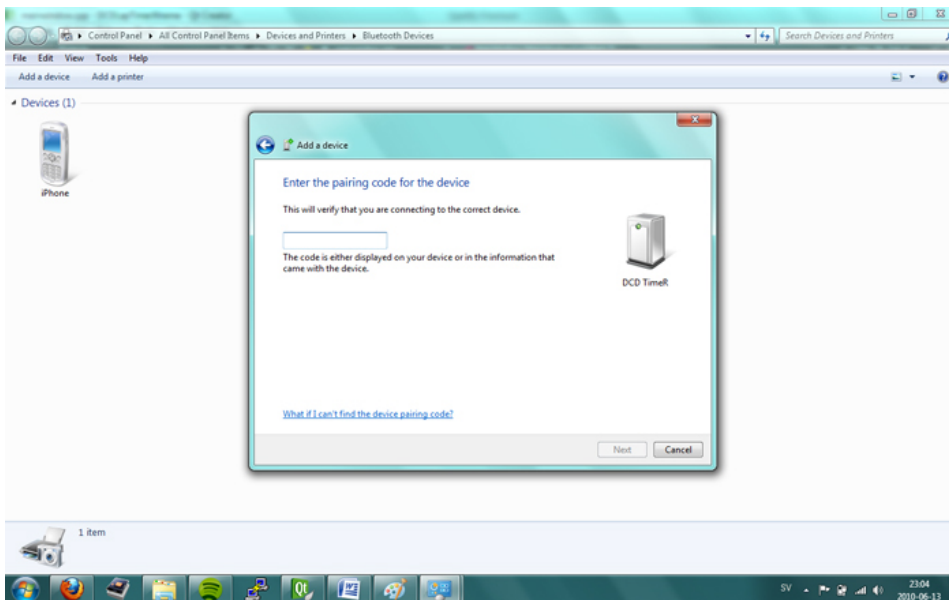 Control Panel ▸ All Control Panel Items ▸ Devices and Printers ▸ Bluetooth Devices
Search Devices and Printers
File Edit View Tools Help
Add a device Add a printer
Devices (1)
iPhone
Add a device
Enter the pairing code for the device
This will verify that you are connecting to the correct device.
The code is either displayed on your device or in the information that
came with the device.
DCD TimeR
What if I can't find the device pairing code?
Next Cancel
1 item
Qt
W
SV
23:04
2010-06-13